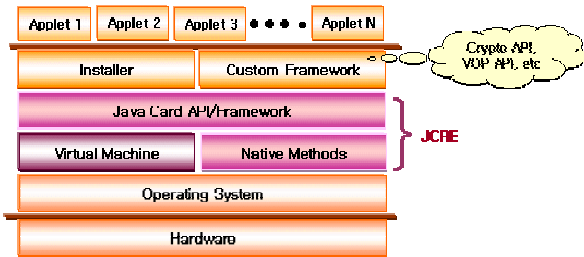 Applet 1 Applet 2 Applet 3 Applet N
Installer Custom Framework
Crypto API,
VOP API, etc
Java Card API/Framework
JCRE
Virtual Machine Native Methods
Operating System
Hardware